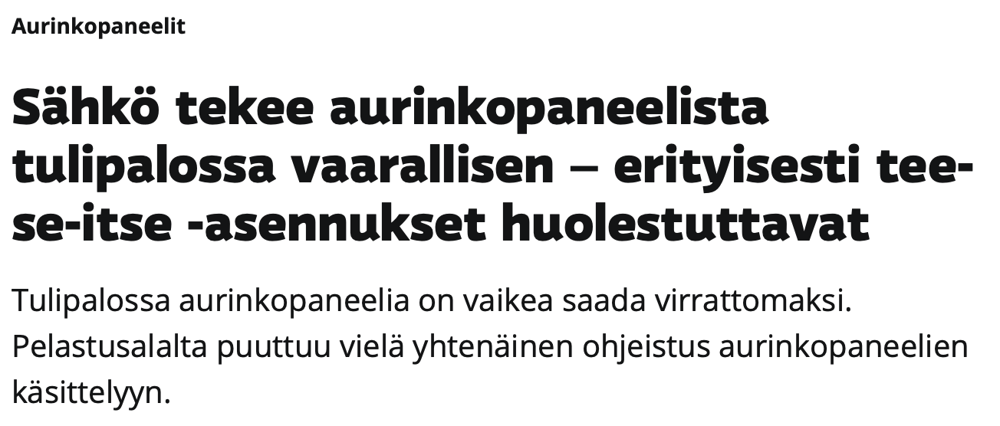 Aurinkopaneelit
Sähkö tekee aurinkopaneelista
tulipalossa vaarallisen – erityisesti tee-
se-itse -asennukset huolestuttavat
Tulipalossa aurinkopaneelia on vaikea saada virrattomaksi.
Pelastusalalta puuttuu vielä yhtenäinen ohjeistus aurinkopaneelien
käsittelyyn.